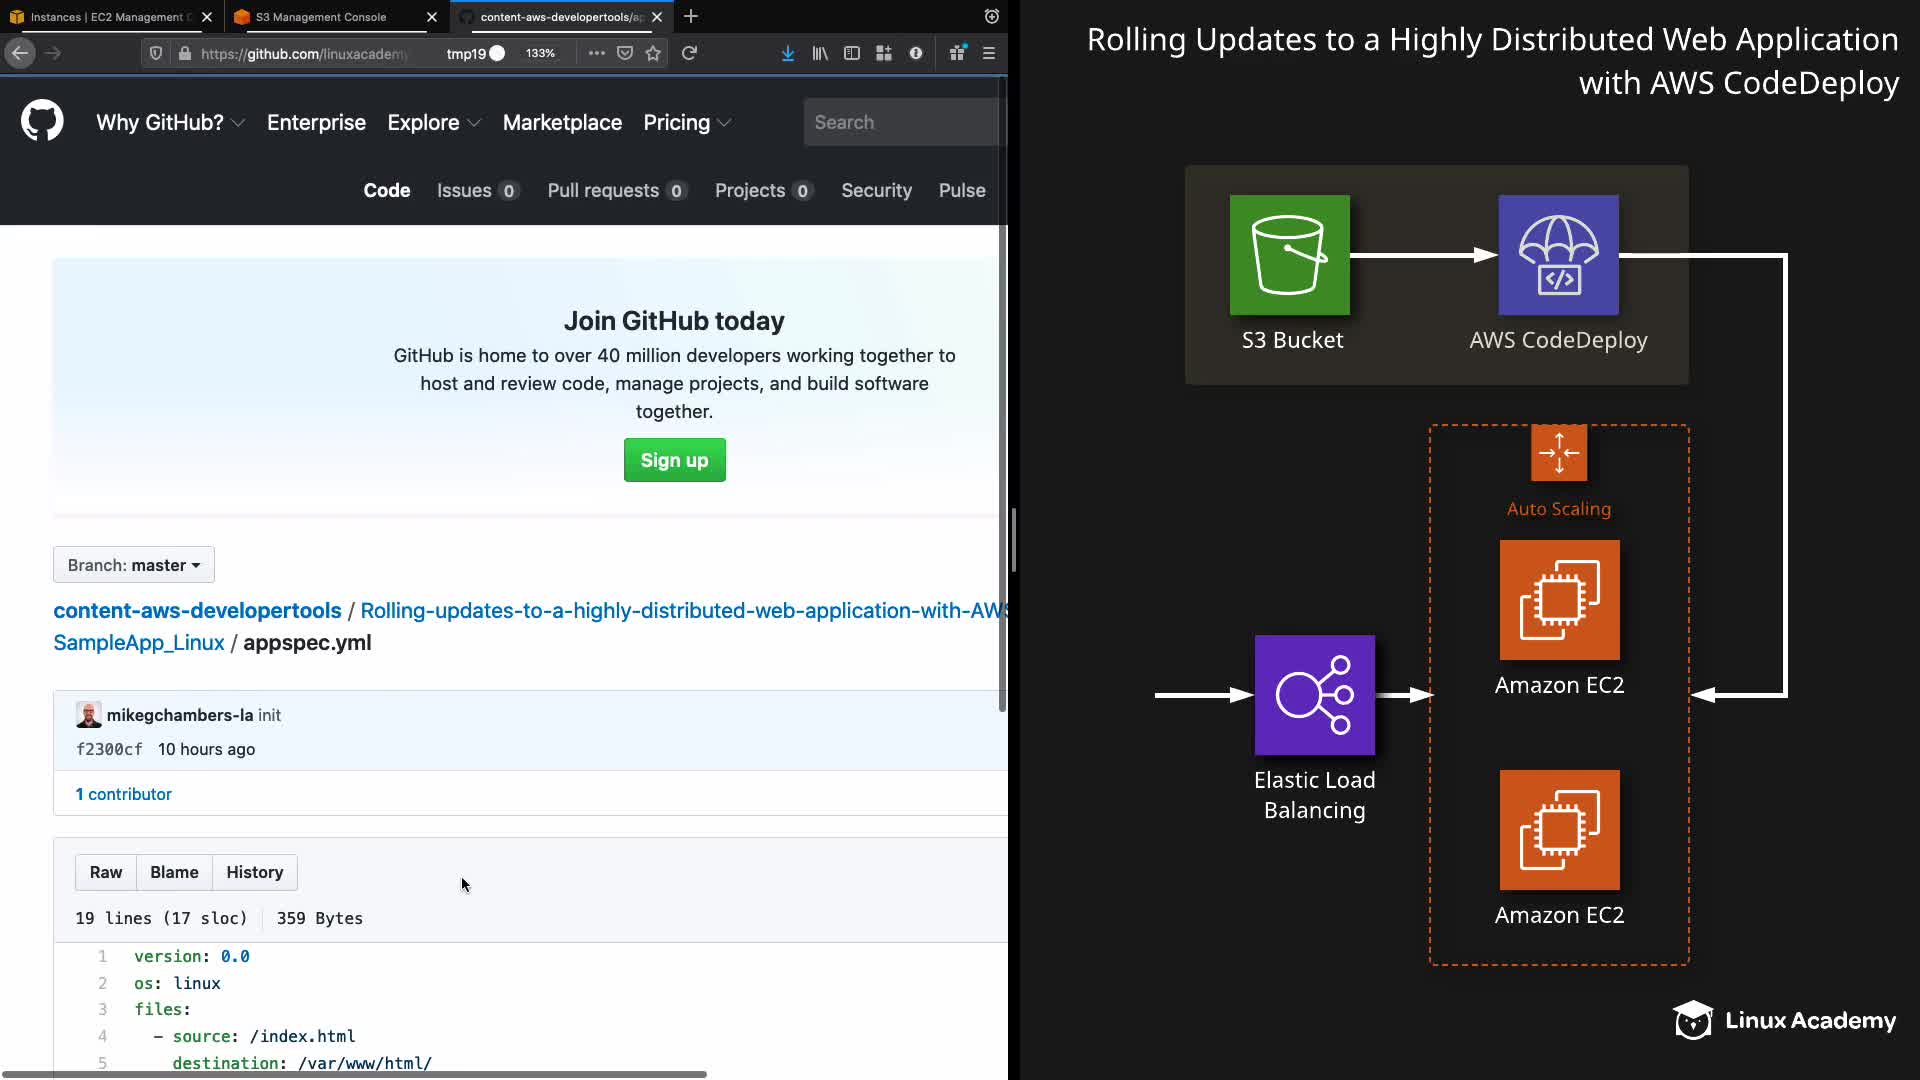 Instances | EC2 Management C
S3 Management Console
content-aws-developertools/ap
https://github.com/linuxacademy
tmp19
133%
Why GitHub?
Enterprise
Explore
Marketplace
Pricing
Search
Code
Issues 0
Pull requests 0
Projects 0
Security
Pulse
Join GitHub today
GitHub is home to over 40 million developers working together to
host and review code, manage projects, and build software
together.
Sign up
Branch: master
content-aws-developertools / Rolling-updates-to-a-highly-distributed-web-application-with-AWS
SampleApp_Linux / appspec.yml
mikegchambers-la init
f2300cf 10 hours ago
1 contributor
Raw
Blame
History
19 lines (17 sloc)
359 Bytes
1 version: 0.0
2 os: linux
3 files:
4 - source: /index.html
5 destination: /var/www/html/
Rolling Updates to a Highly Distributed Web Application
with AWS CodeDeploy
S3 Bucket
AWS CodeDeploy
Auto Scaling
Amazon EC2
Elastic Load
Balancing
Amazon EC2
Linux Academy